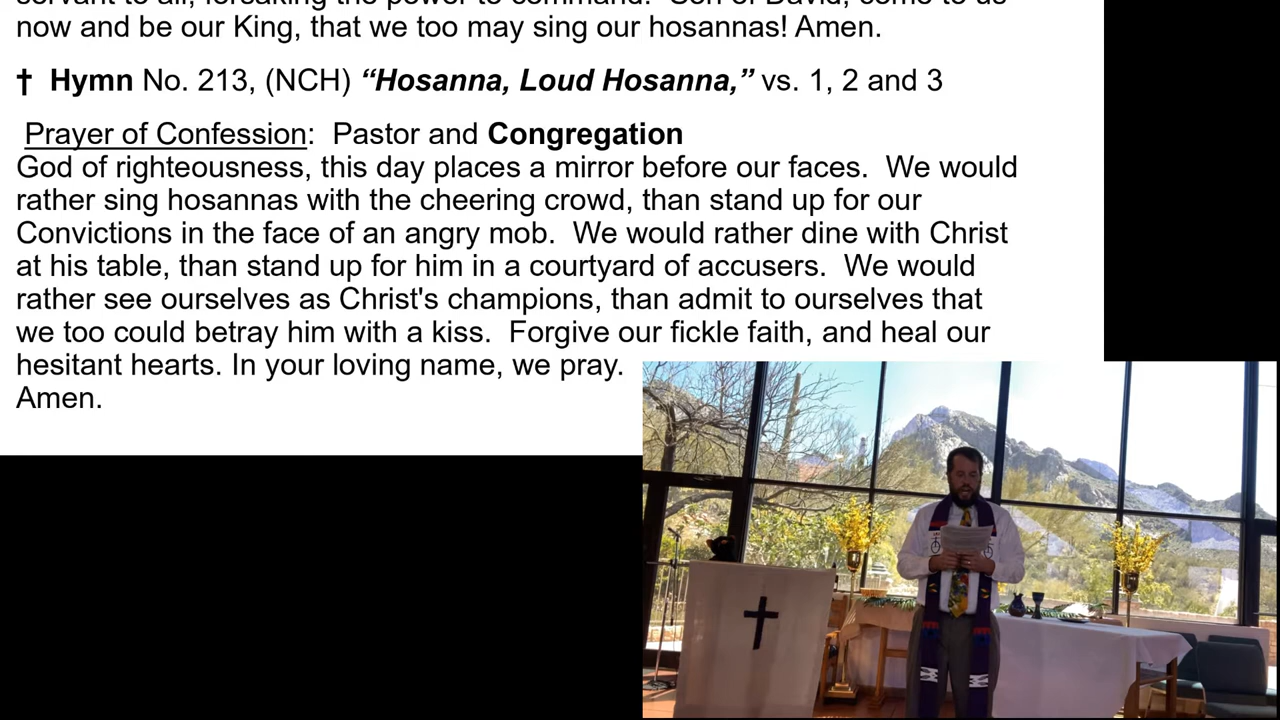 now and be our King, that we too may sing our hosannas! Amen.
† Hymn No. 213, (NCH) “Hosanna, Loud Hosanna,” vs. 1, 2 and 3
Prayer of Confession: Pastor and Congregation
God of righteousness, this day places a mirror before our faces. We would
rather sing hosannas with the cheering crowd, than stand up for our
Convictions in the face of an angry mob. We would rather dine with Christ
at his table, than stand up for him in a courtyard of accusers. We would
rather see ourselves as Christ's champions, than admit to ourselves that
we too could betray him with a kiss. Forgive our fickle faith, and heal our
hesitant hearts. In your loving name, we pray.
Amen.